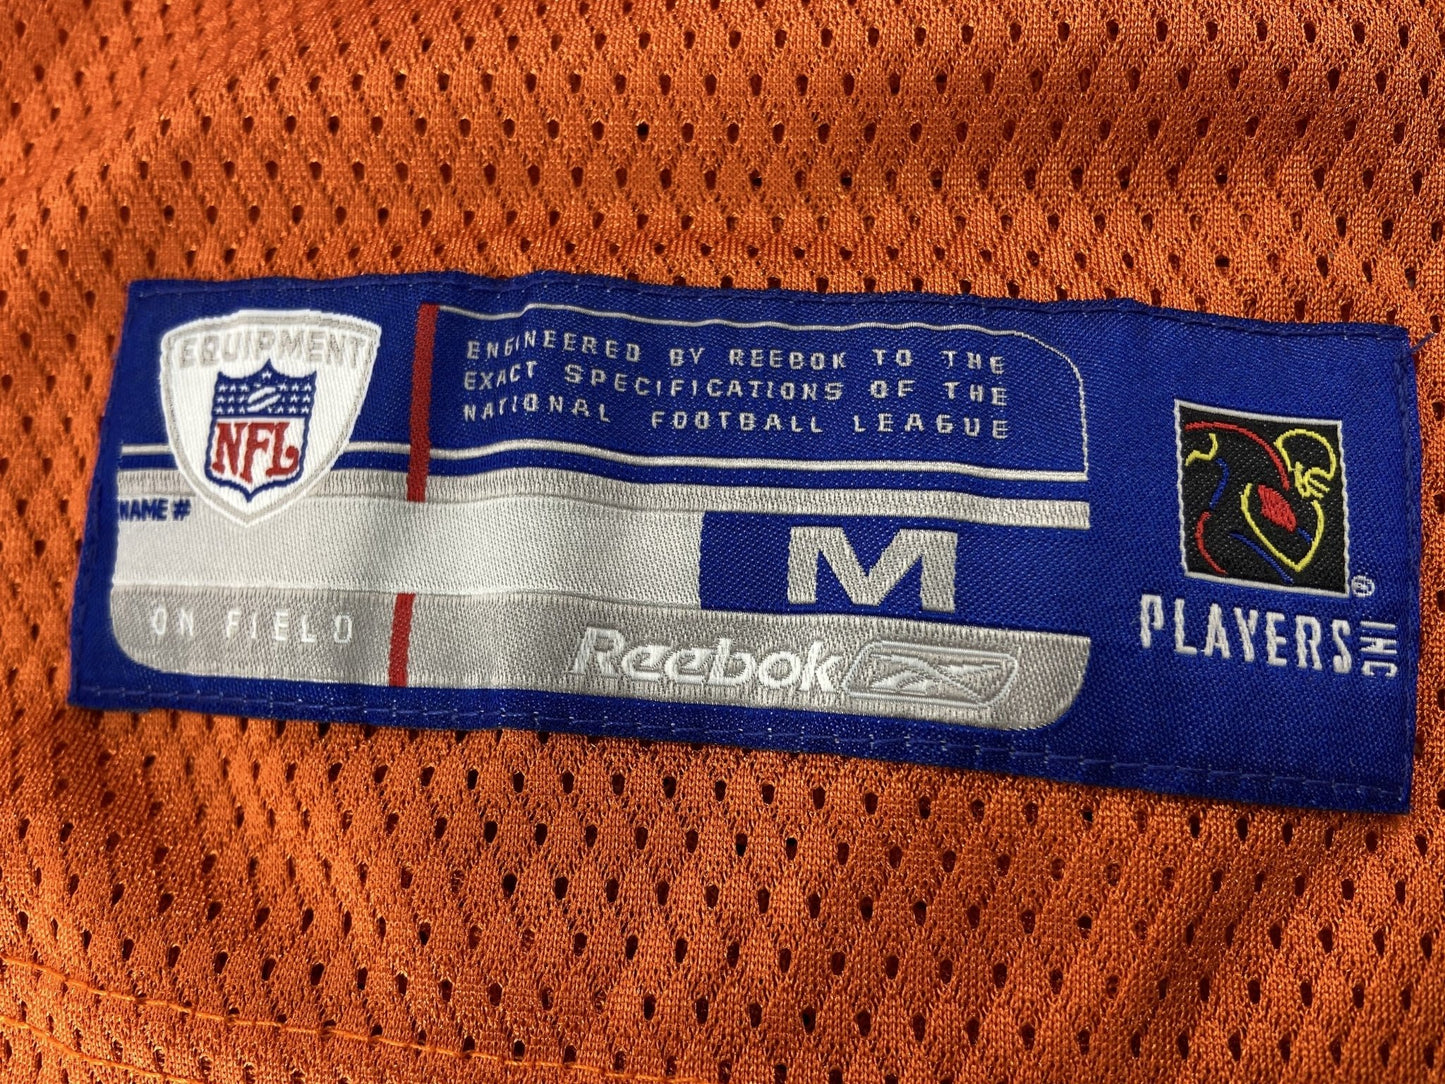 EQUIPMENT
NFL
ENGINEERED BY REEBOK TO THE
EXACT SPECIFICATIONS OF THE
NATIONAL FOOTBALL LEAGUE
NAME #
M
ON FIELD
Reebok
PLAYERS INC
®